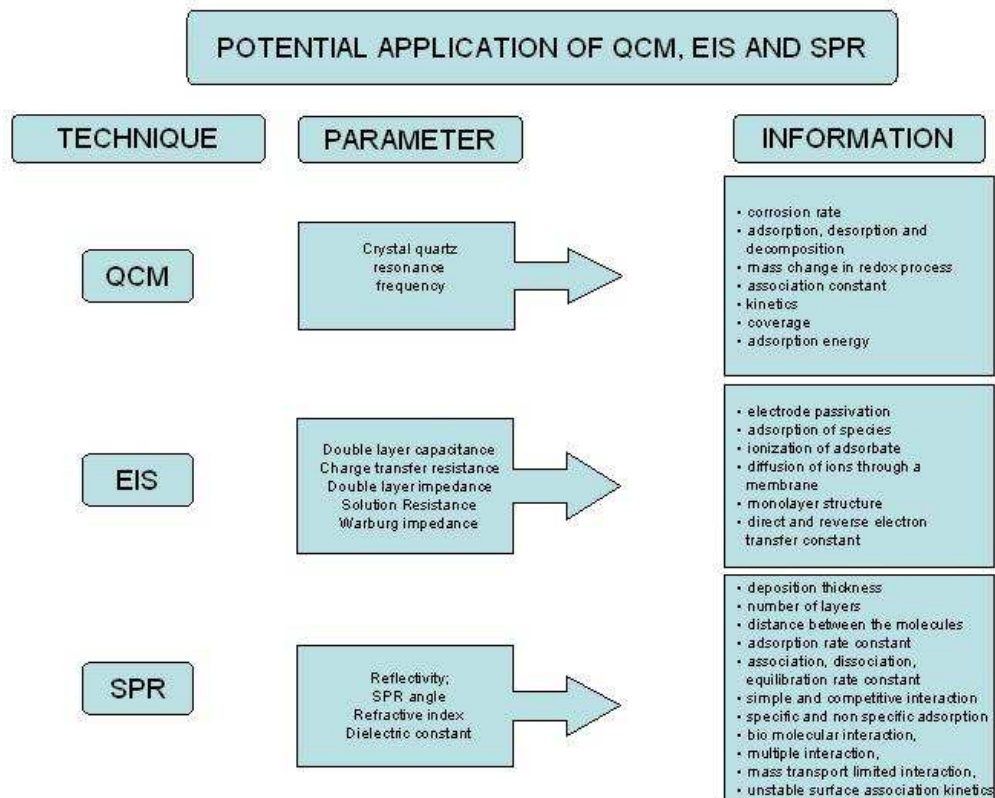 POTENTIAL APPLICATION OF QCM, EIS AND SPR
TECHNIQUE
PARAMETER
INFORMATION
QCM
Crystal quartz
resonance
frequency
• corrosion rate
• adsorption, desorption and
decomposition
• mass change in redox process
• association constant
• kinetics
• coverage
• adsorption energy
EIS
Double layer capacitance
Charge transfer resistance
Double layer impedance
Solution Resistance
Warburg impedance
• electrode passivation
• adsorption of species
• ionization of adsorbate
• diffusion of ions through a
membrane
• monolayer structure
• direct and reverse electron
transfer constant
SPR
Reflectivity;
SPR angle
Refractive index
Dielectric constant
• deposition thickness
• number of layers
• distance between the molecules
• adsorption rate constant
• association, dissociation,
equilibration rate constant
• simple and competitive interaction
• specific and non specific adsorption
• bio molecular interaction,
• multiple interaction,
• mass transport limited interaction,
• unstable surface association kinetics